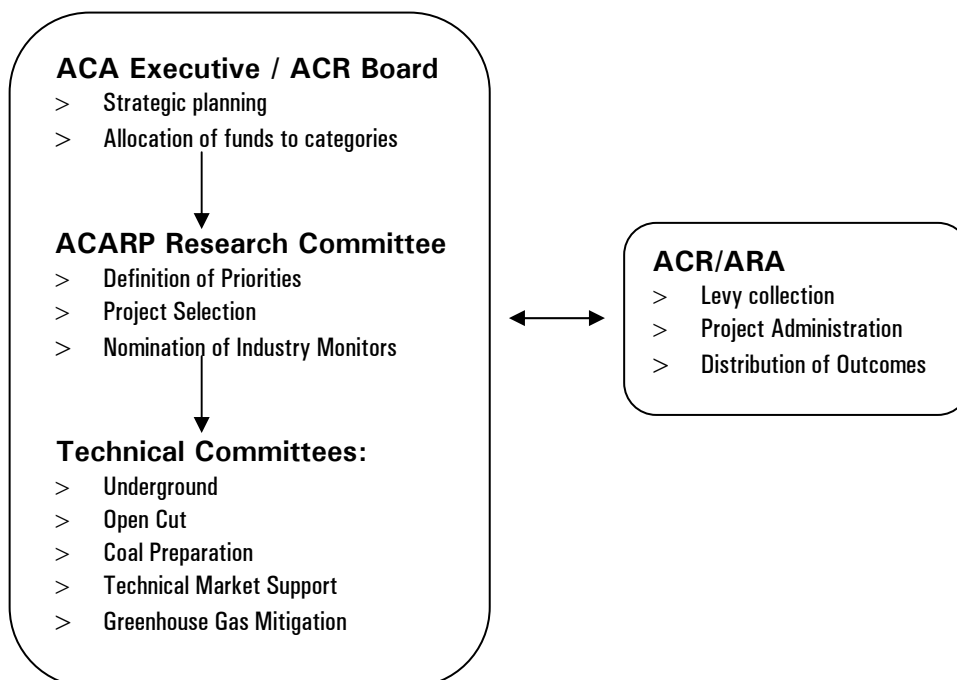 ACA Executive / ACR Board
> Strategic planning
> Allocation of funds to categories
ACARP Research Committee
> Definition of Priorities
> Project Selection
> Nomination of Industry Monitors
Technical Committees:
> Underground
> Open Cut
> Coal Preparation
> Technical Market Support
> Greenhouse Gas Mitigation
ACR/ARA
> Levy collection
> Project Administration
> Distribution of Outcomes